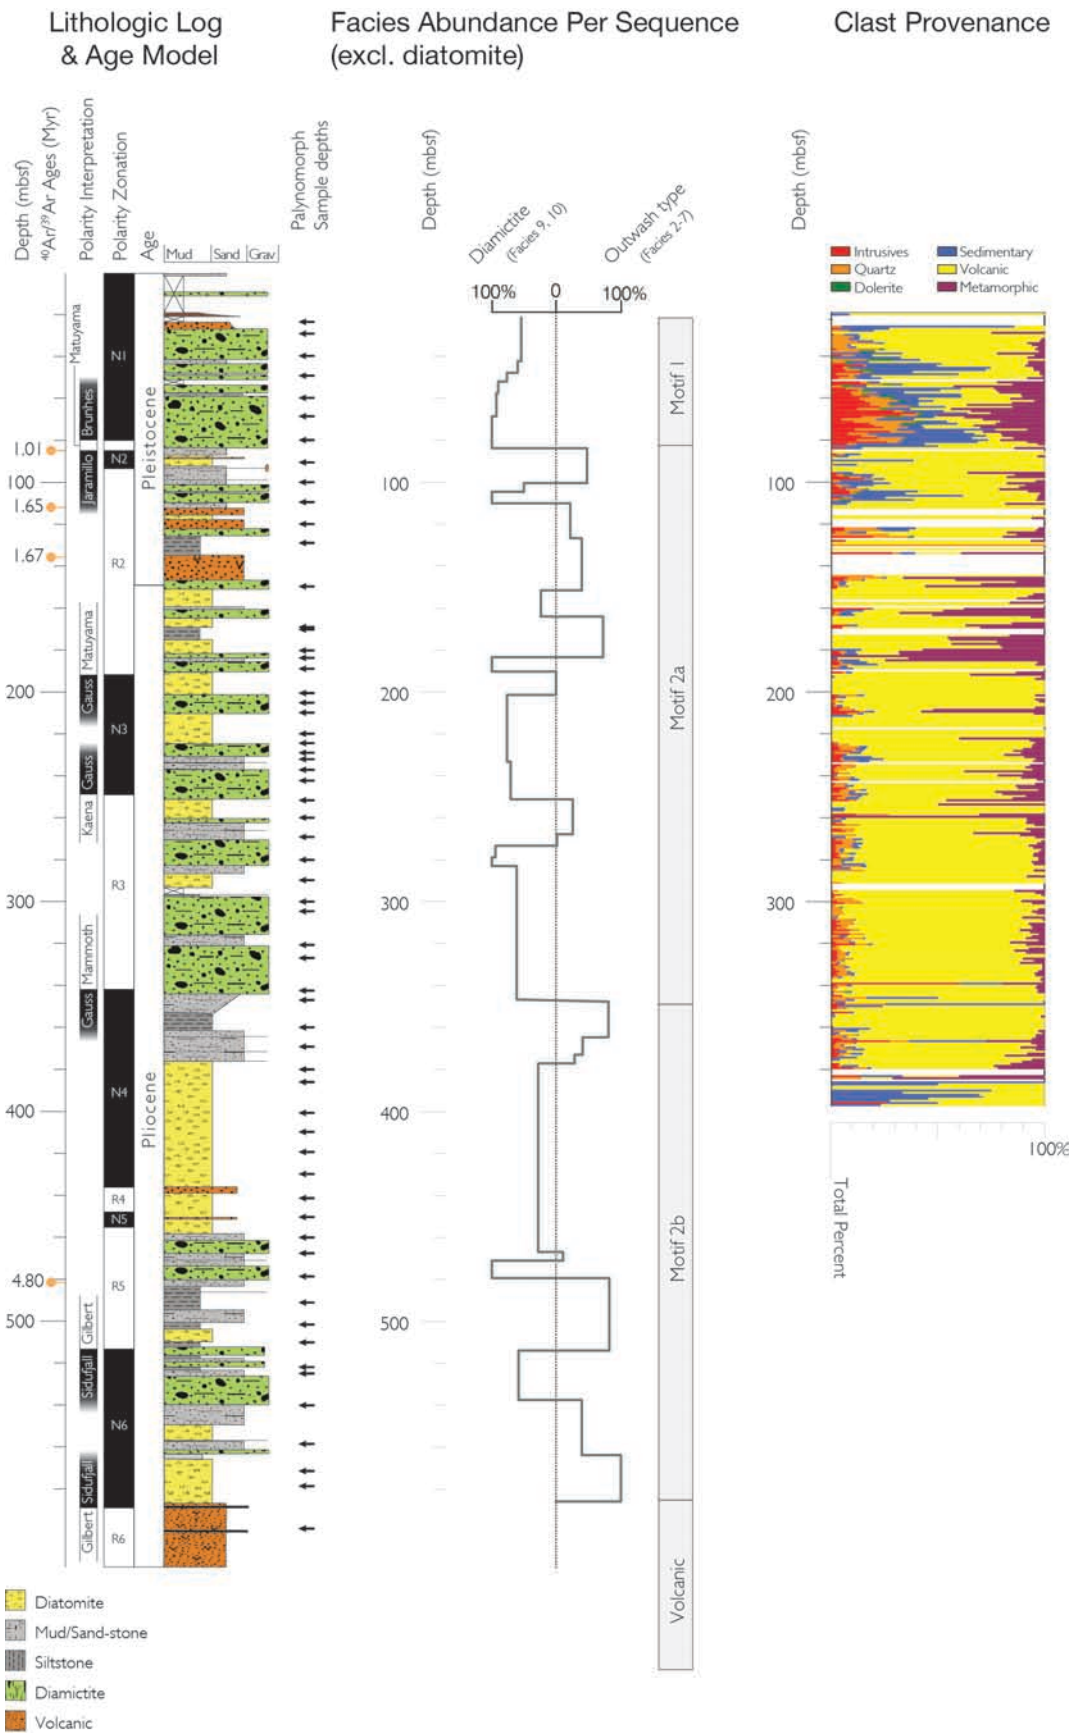 Lithologic Log
& Age Model
Facies Abundance Per Sequence
(excl. diatomite)
Clast Provenance
Depth (mbsf)
40Ar/39Ar Ages (Myr)
Polarity Interpretation
Polarity Zonation
Age
Mud
Sand
Grav
Palynomorph
Sample depths
Depth (mbsf)
Diamictite
(Facies 9, 10)
Outwash type
(Facies 2-7)
100%
0
100%
Depth (mbsf)
Intrusives
Quartz
Dolerite
Sedimentary
Volcanic
Metamorphic
1.01
100
1.65
1.67
200
300
400
4.80
500
Matuyama
Brunhes
Jaramillo
Matuyama
Gauss
Gauss
Kaena
Mammoth
Gauss
Gilbert
Sidufjall
Sidufjall
Gilbert
N1
N2
R2
N3
R3
N4
R4
N5
R5
N6
R6
Pleistocene
Pliocene
100
200
300
400
500
Motif 1
Motif 2a
Motif 2b
Volcanic
100
200
300
100%
Total Percent
Diatomite
Mud/Sand-stone
Siltstone
Diamictite
Volcanic